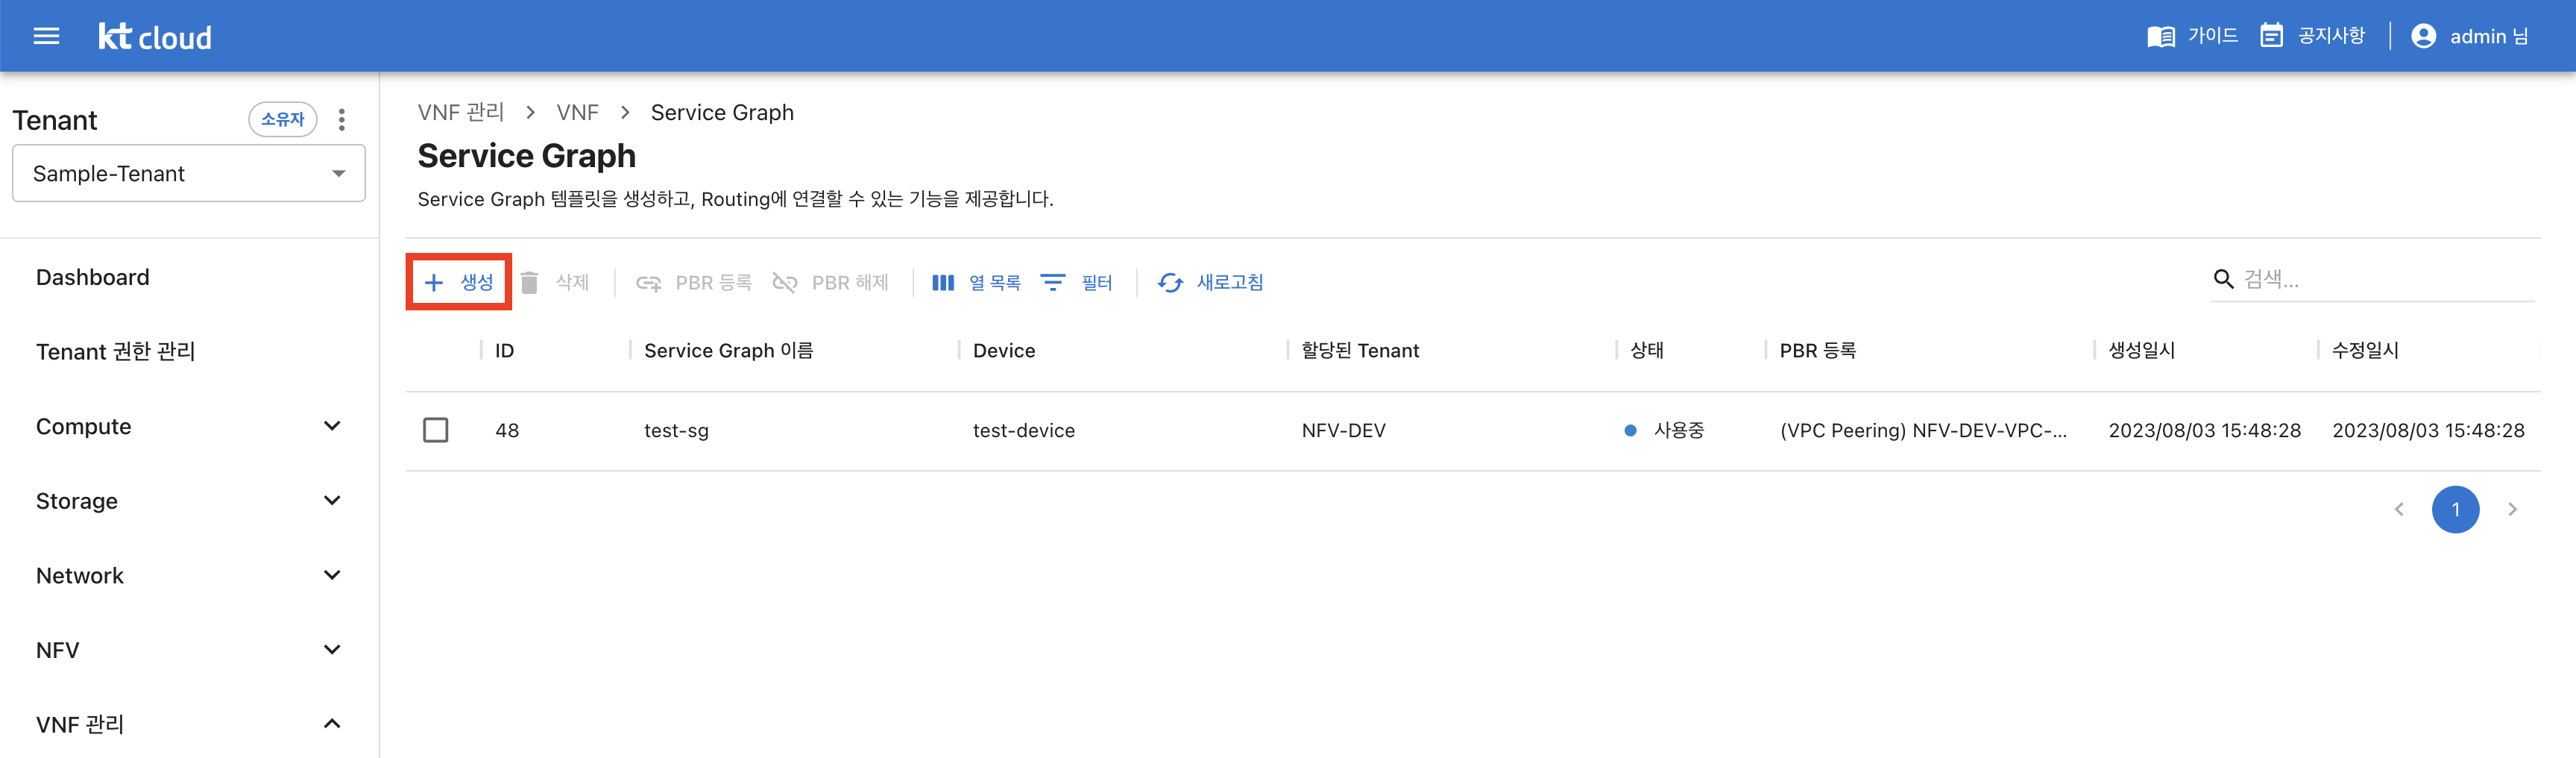 kt cloud
가이드 공지사항 admin 님
Tenant 소유자
Sample-Tenant
Dashboard
Tenant 권한 관리
Compute
Storage
Network
NFV
VNF 관리
VNF 관리 > VNF > Service Graph
Service Graph
Service Graph 템플릿을 생성하고, Routing에 연결할 수 있는 기능을 제공합니다.
생성 삭제 PBR 등록 PBR 해제 열 목록 필터 새로고침 검색...
ID Service Graph 이름 Device 할당된 Tenant 상태 PBR 등록 생성일시 수정일시
48 test-sg test-device NFV-DEV 사용중 (VPC Peering) NFV-DEV-VPC-... 2023/08/03 15:48:28 2023/08/03 15:48:28
1